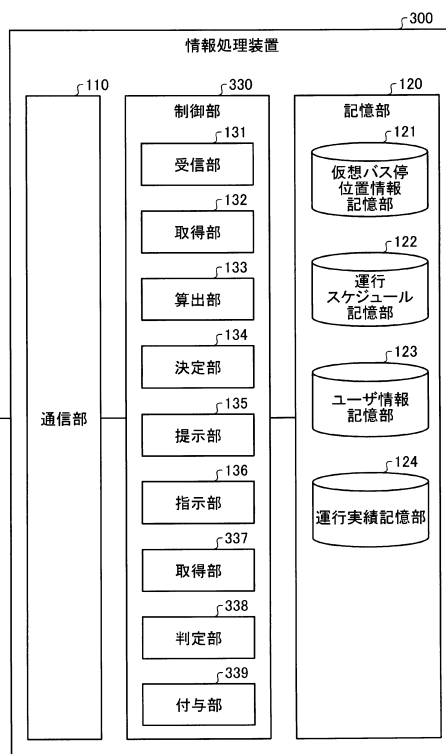 300
情報処理装置
110
通信部
330
制御部
131
受信部
132
取得部
133
算出部
134
決定部
135
提示部
136
指示部
337
取得部
338
判定部
339
付与部
120
記憶部
121
仮想バス停
位置情報
記憶部
122
運行
スケジュール
記憶部
123
ユーザ情報
記憶部
124
運行実績記憶部